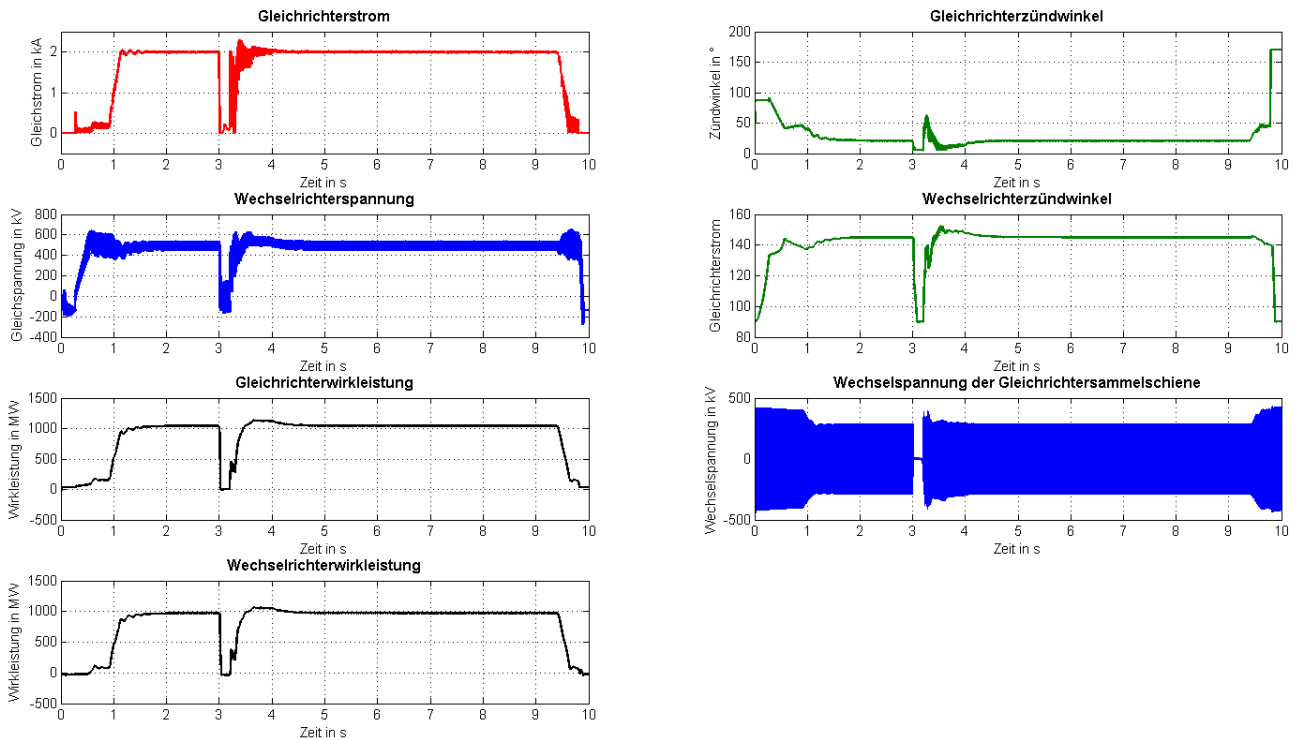 Gleichrichterstrom
Gleichstrom in kA
2
1
0
0 1 2 3 4 5 6 7 8 9 10
Zeit in s
Wechselrichterspannung
Gleichspannung in kV
800
600
400
200
0
-200
-400
0 1 2 3 4 5 6 7 8 9 10
Zeit in s
Gleichrichterwirkleistung
Wirkleistung in MW
1500
1000
500
0
-500
0 1 2 3 4 5 6 7 8 9 10
Zeit in s
Wechselrichterwirkleistung
Wirkleistung in MW
1500
1000
500
0
-500
0 1 2 3 4 5 6 7 8 9 10
Zeit in s
Gleichrichterzündwinkel
Zündwinkel in °
200
150
100
50
0
0 1 2 3 4 5 6 7 8 9 10
Zeit in s
Wechselrichterzündwinkel
Gleichrichterstrom
160
140
120
100
80
0 1 2 3 4 5 6 7 8 9 10
Zeit in s
Wechselspannung der Gleichrichtersammelschiene
Wechselspannung in kV
500
0
-500
0 1 2 3 4 5 6 7 8 9 10
Zeit in s